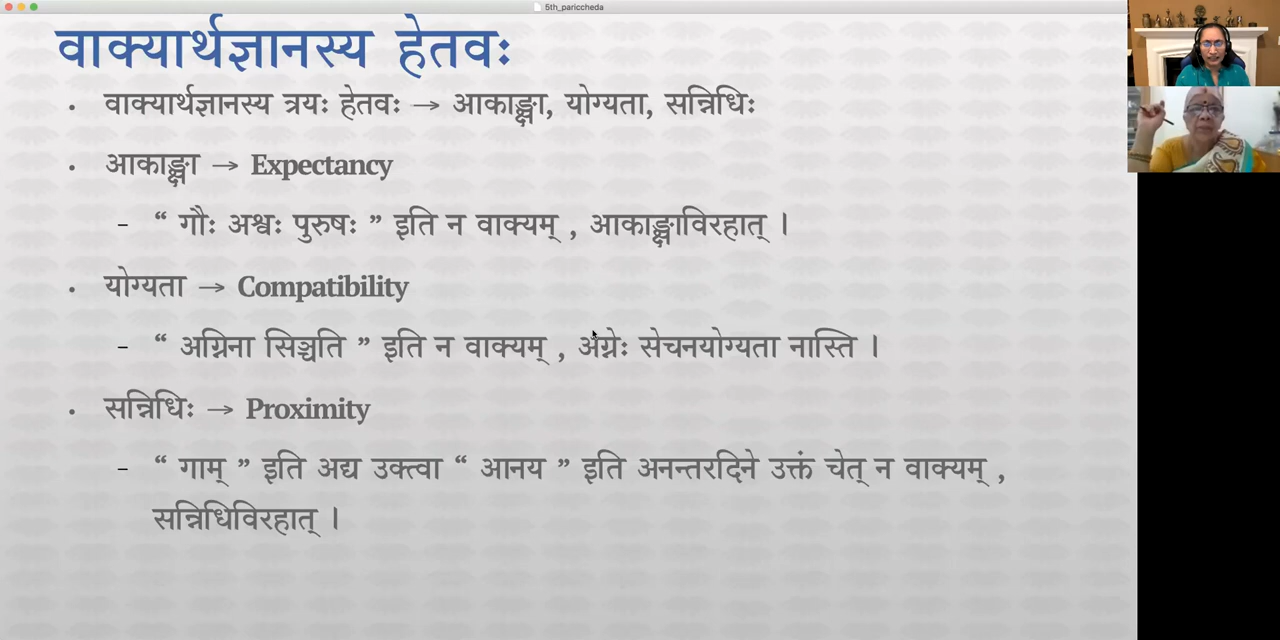 5th_pariccheda
वाक्यार्थज्ञानस्य हेतवः
• वाक्यार्थज्ञानस्य त्रयः हेतवः → आकाङ्क्षा, योग्यता, सन्निधिः
• आकाङ्क्षा → Expectancy
– “ गौः अश्वः पुरुषः ” इति न वाक्यम् , आकाङ्क्षाविरहात् ।
• योग्यता → Compatibility
– “ अग्निना सिञ्चति ” इति न वाक्यम् , अग्नेः सेचनयोग्यता नास्ति ।
• सन्निधिः → Proximity
– “ गाम् ” इति अद्य उक्त्वा “ आनय ” इति अनन्तरदिने उक्तं चेत् न वाक्यम् ,
सन्निधिविरहात् ।